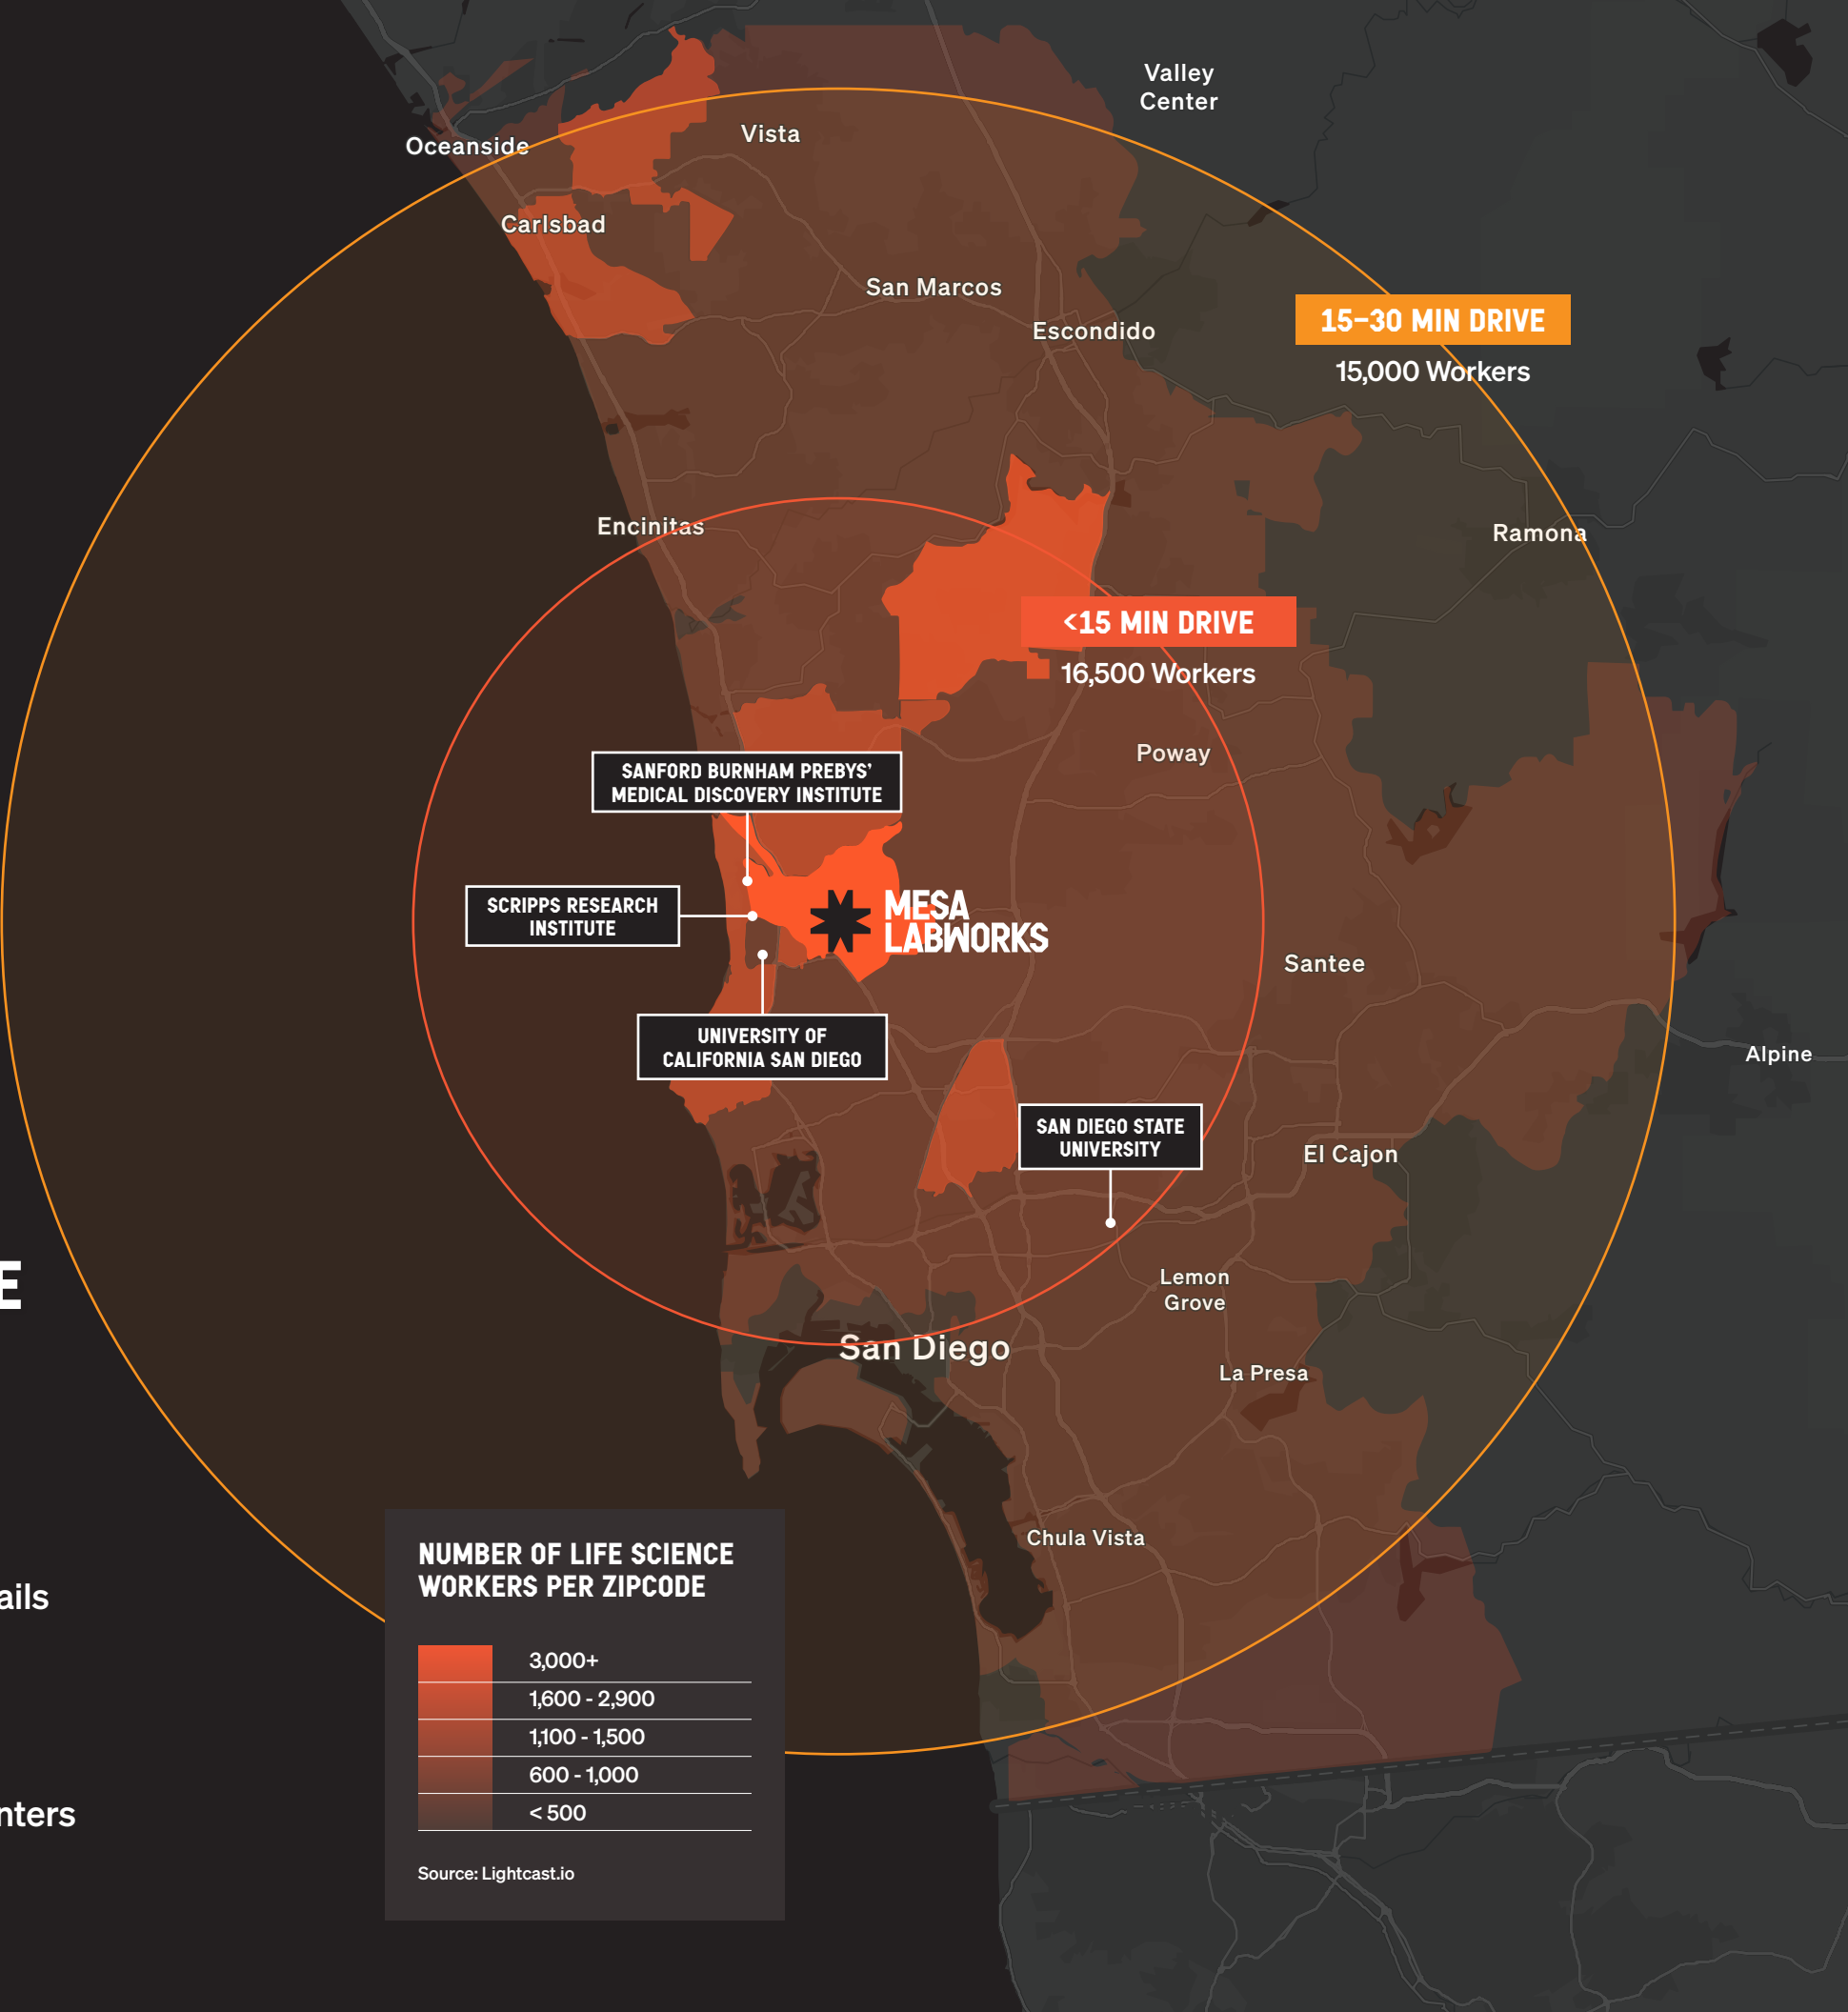 Valley
Center
Oceanside
Vista
Carlsbad
San Marcos
Escondido
15–30 MIN DRIVE
15,000 Workers
Encinitas
Ramona
<15 MIN DRIVE
16,500 Workers
Poway
SANFORD BURNHAM PREBYS’
MEDICAL DISCOVERY INSTITUTE
SCRIPPS RESEARCH
INSTITUTE
MESA
LABWORKS
Santee
UNIVERSITY OF
CALIFORNIA SAN DIEGO
Alpine
SAN DIEGO STATE
UNIVERSITY
El Cajon
E
Lemon
Grove
San Diego
La Presa
Chula Vista
NUMBER OF LIFE SCIENCE
WORKERS PER ZIPCODE
ails
3,000+
1,600 - 2,900
1,100 - 1,500
600 - 1,000
< 500
nters
Source: Lightcast.io